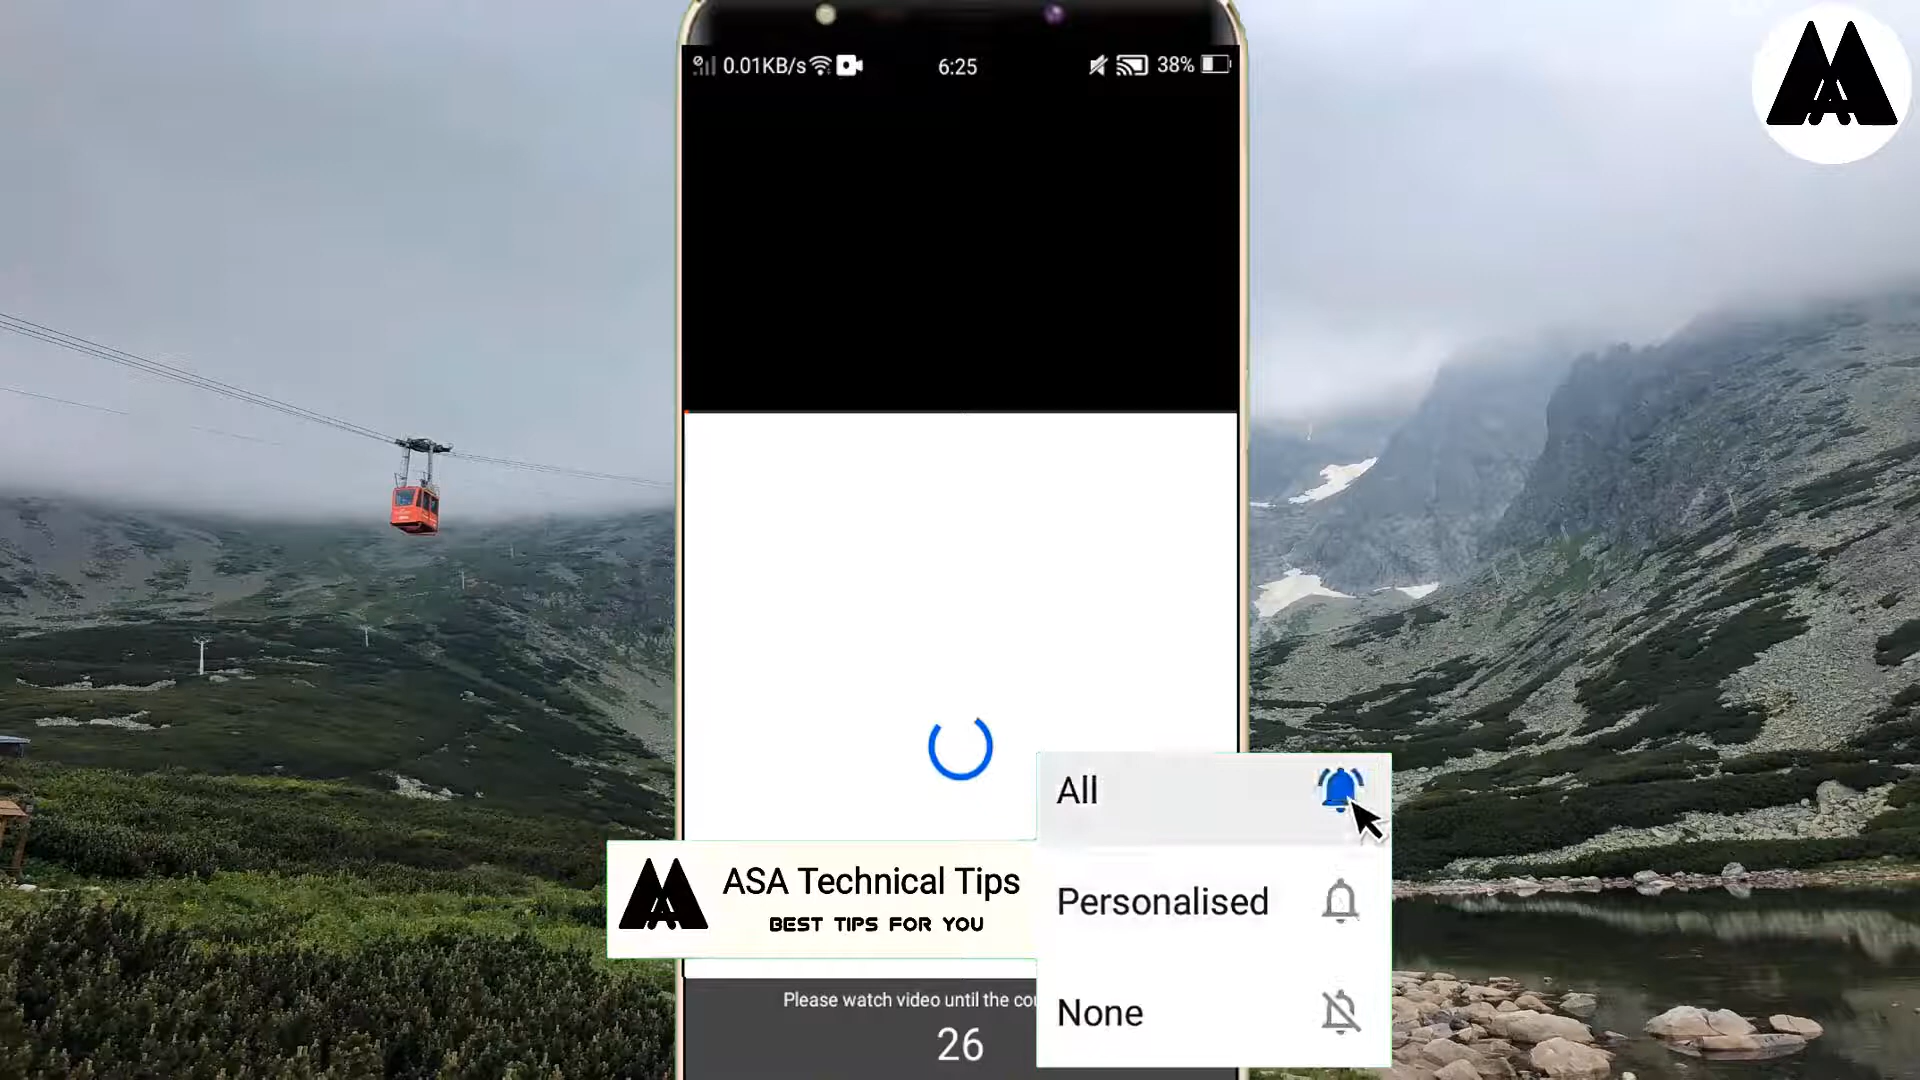 0.01KB/s 6:25 38%
All
ASA Technical Tips
BEST TIPS FOR YOU
Personalised
Please watch video until the
None
26